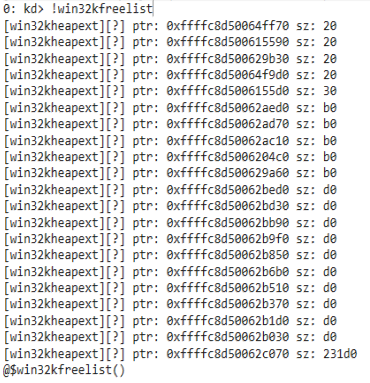 0: kd> !win32kfreelist
[win32kheapext][?] ptr: 0xffffc8d50064ff70 sz: 20
[win32kheapext][?] ptr: 0xffffc8d500615590 sz: 20
[win32kheapext][?] ptr: 0xffffc8d500629b30 sz: 20
[win32kheapext][?] ptr: 0xffffc8d50064f9d0 sz: 20
[win32kheapext][?] ptr: 0xffffc8d5006155d0 sz: 30
[win32kheapext][?] ptr: 0xffffc8d50062aed0 sz: b0
[win32kheapext][?] ptr: 0xffffc8d50062ad70 sz: b0
[win32kheapext][?] ptr: 0xffffc8d50062ac10 sz: b0
[win32kheapext][?] ptr: 0xffffc8d5006204c0 sz: b0
[win32kheapext][?] ptr: 0xffffc8d500629a60 sz: b0
[win32kheapext][?] ptr: 0xffffc8d50062bed0 sz: d0
[win32kheapext][?] ptr: 0xffffc8d50062bd30 sz: d0
[win32kheapext][?] ptr: 0xffffc8d50062bb90 sz: d0
[win32kheapext][?] ptr: 0xffffc8d50062b9f0 sz: d0
[win32kheapext][?] ptr: 0xffffc8d50062b850 sz: d0
[win32kheapext][?] ptr: 0xffffc8d50062b6b0 sz: d0
[win32kheapext][?] ptr: 0xffffc8d50062b510 sz: d0
[win32kheapext][?] ptr: 0xffffc8d50062b370 sz: d0
[win32kheapext][?] ptr: 0xffffc8d50062b1d0 sz: d0
[win32kheapext][?] ptr: 0xffffc8d50062b030 sz: d0
[win32kheapext][?] ptr: 0xffffc8d50062c070 sz: 231d0
@$win32kfreelist()